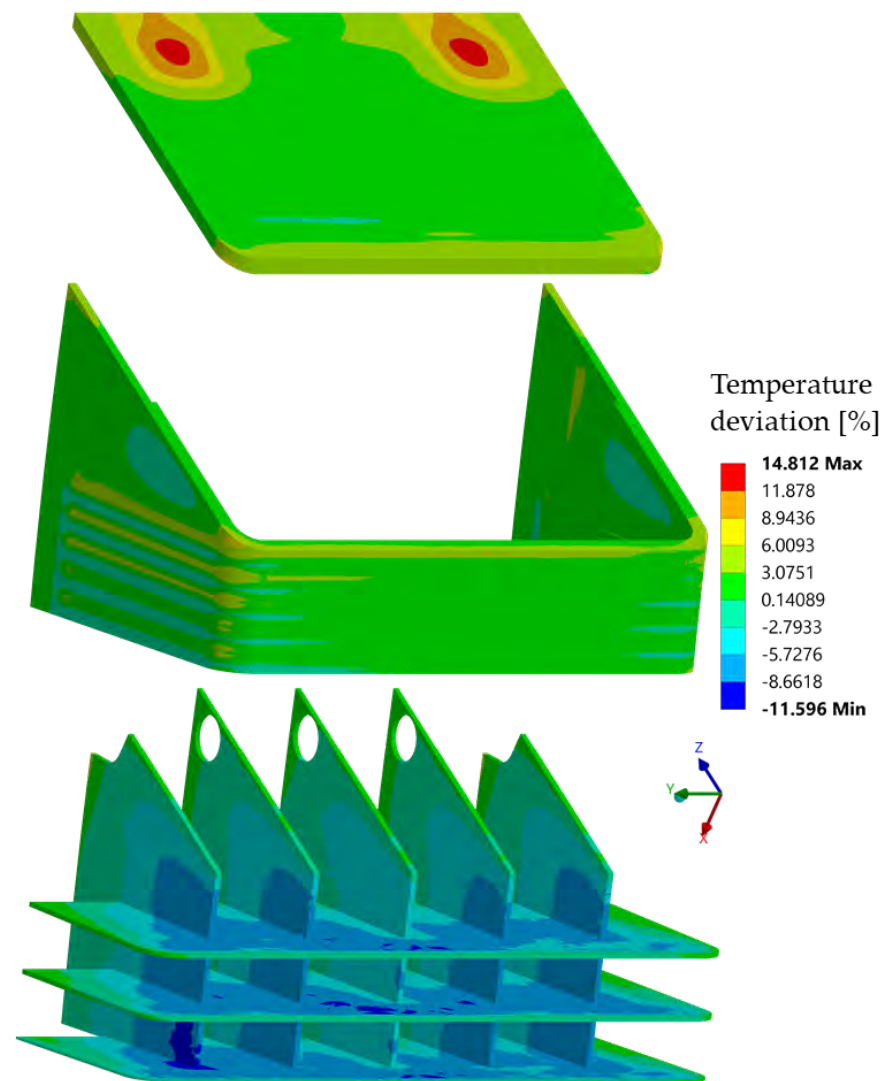 Temperature
deviation [%]
14.812 Max
11.878
8.9436
6.0093
3.0751
0.14089
-2.7933
-5.7276
-8.6618
-11.596 Min
Z
Y
X